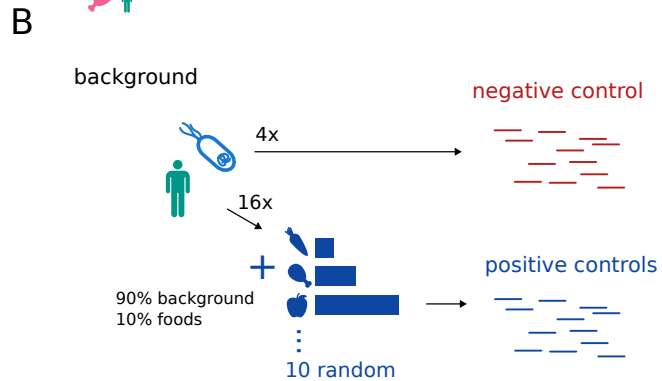 B
background
negative control
4x
16x
+
positive controls
90% background
10% foods
10 random